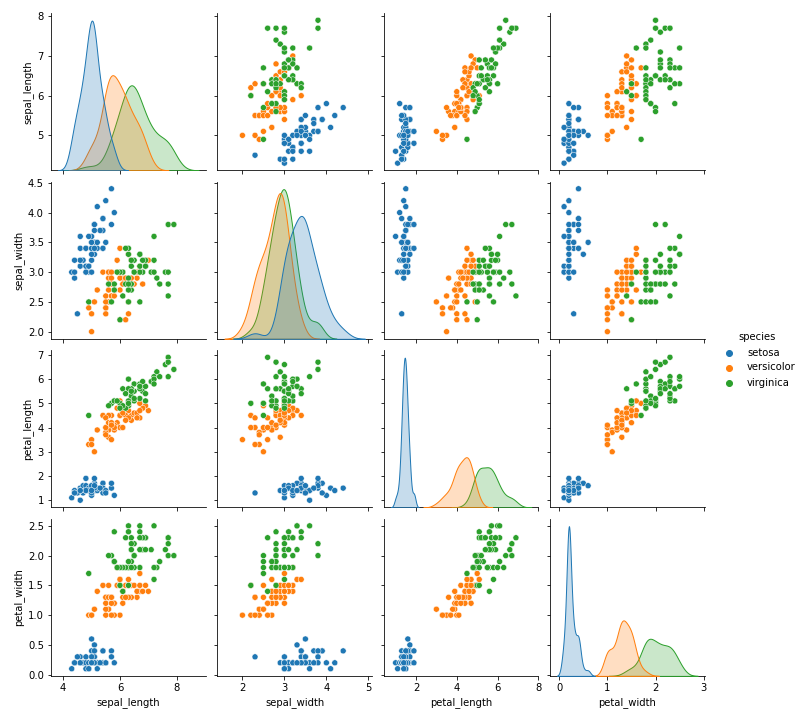 8
7
6
5
sepal_length
4.5
4.0
3.5
3.0
2.5
2.0
sepal_width
species
setosa
versicolor
virginica
7
6
5
4
3
2
1
petal_length
2.5
2.0
1.5
1.0
0.5
0.0
petal_width
4 6 8
sepal_length
2 3 4 5
sepal_width
2 4 6 8
petal_length
0 1 2 3
petal_width